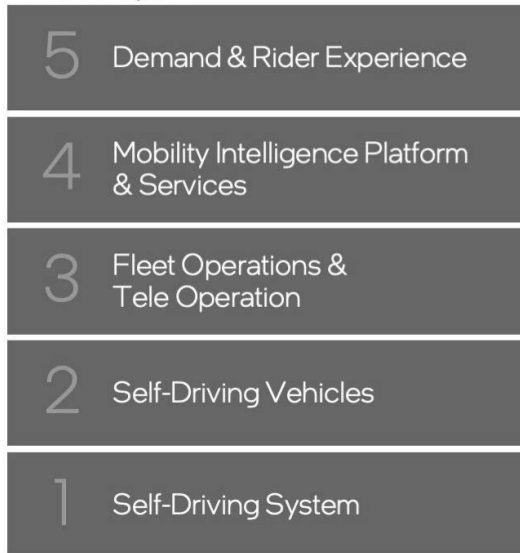 5
Demand & Rider Experience
4
Mobility Intelligence Platform
& Services
3
Fleet Operations &
Tele Operation
2
Self-Driving Vehicles
1
Self-Driving System